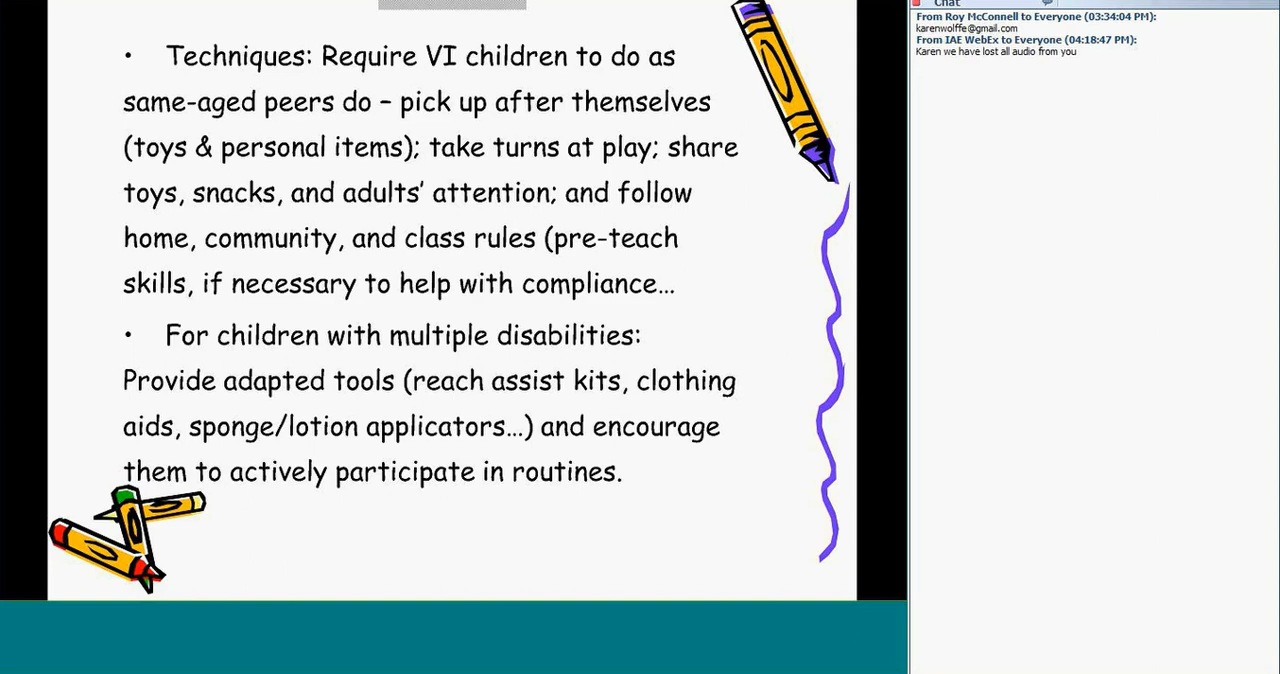 • Techniques: Require VI children to do as
same-aged peers do – pick up after themselves
(toys & personal items); take turns at play; share
toys, snacks, and adults’ attention; and follow
home, community, and class rules (pre-teach
skills, if necessary to help with compliance…
• For children with multiple disabilities:
Provide adapted tools (reach assist kits, clothing
aids, sponge/lotion applicators…) and encourage
them to actively participate in routines.
Chat
From Roy McConnell to Everyone (03:34:04 PM):
karenwolffe@gmail.com
From IAE WebEx to Everyone (04:18:47 PM):
Karen we have lost all audio from you